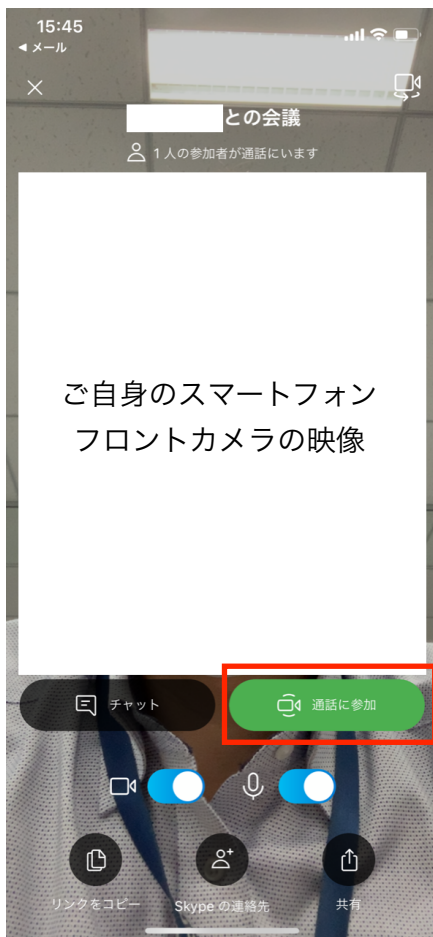 15:45
◀ メール
との会議
1 人の参加者が通話にいます
ご自身のスマートフォン
フロントカメラの映像
チャット
通話に参加
リンクをコピー
Skype の連絡先
共有